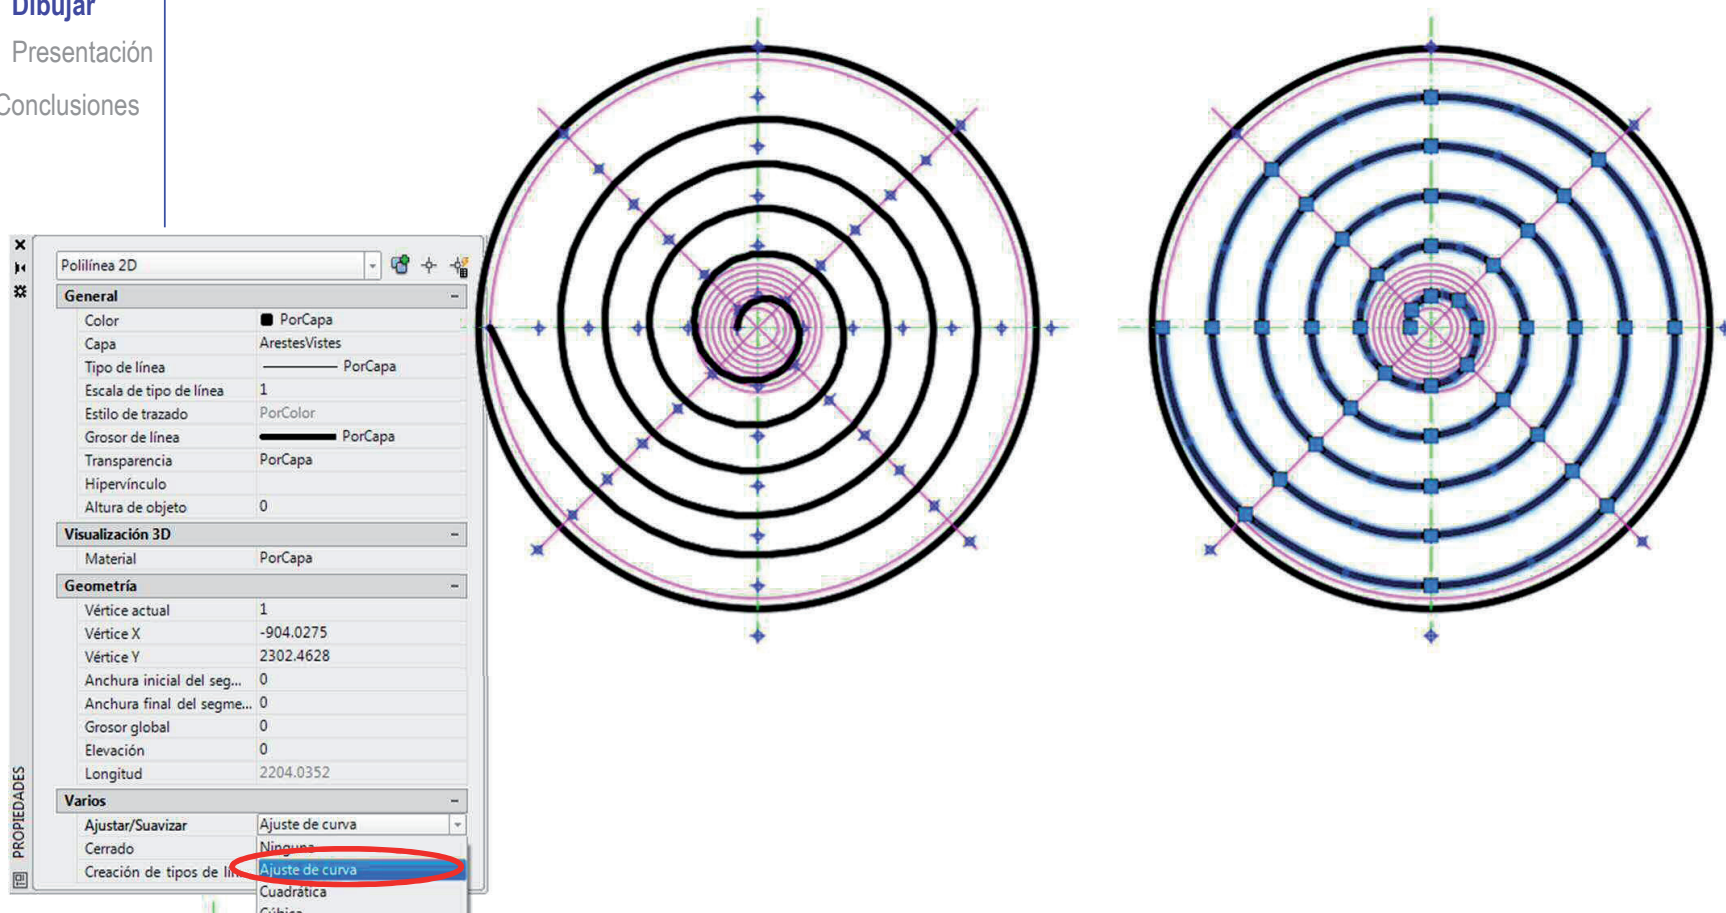 Dibujar
Presentación
Conclusiones
Polilínea 2D
General
Color PorCapa
Capa ArestesVistes
Tipo de línea PorCapa
Escala de tipo de línea 1
Estilo de trazado PorColor
Grosor de línea PorCapa
Transparencia PorCapa
Hipervínculo
Altura de objeto 0
Visualización 3D
Material PorCapa
Geometría
Vértice actual 1
Vértice X -904.0275
Vértice Y 2302.4628
Anchura inicial del seg... 0
Anchura final del segme... 0
Grosor global 0
Elevación 0
Longitud 2204.0352
Varios
Ajustar/Suavizar Ajuste de curva
Cerrado Ninguna
Creación de tipos de lín Ajuste de curva
Cuadrática
Cúbica
PROPIEDADES